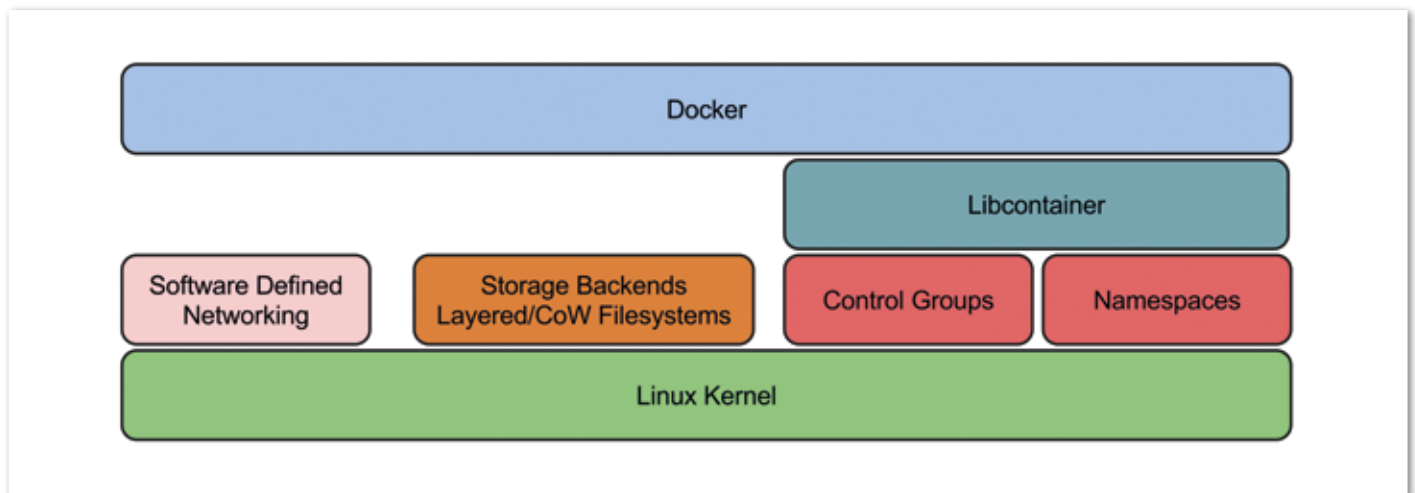 Docker
Libcontainer
Software Defined
Networking
Storage Backends
Layered/CoW Filesystems
Control Groups
Namespaces
Linux Kernel